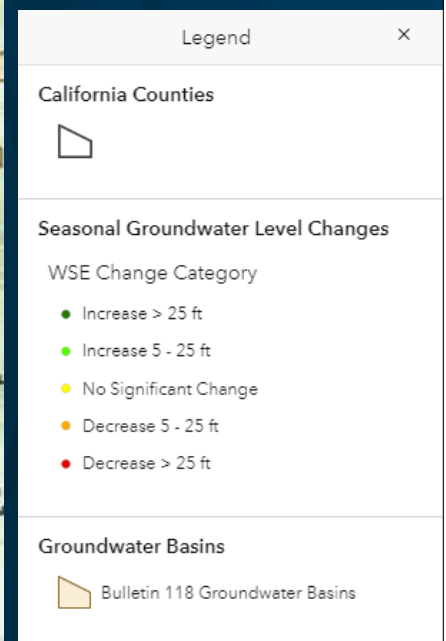 Legend
California Counties
Seasonal Groundwater Level Changes
WSE Change Category
Increase > 25 ft
Increase 5 - 25 ft
No Significant Change
Decrease 5 - 25 ft
Decrease > 25 ft
Groundwater Basins
Bulletin 118 Groundwater Basins